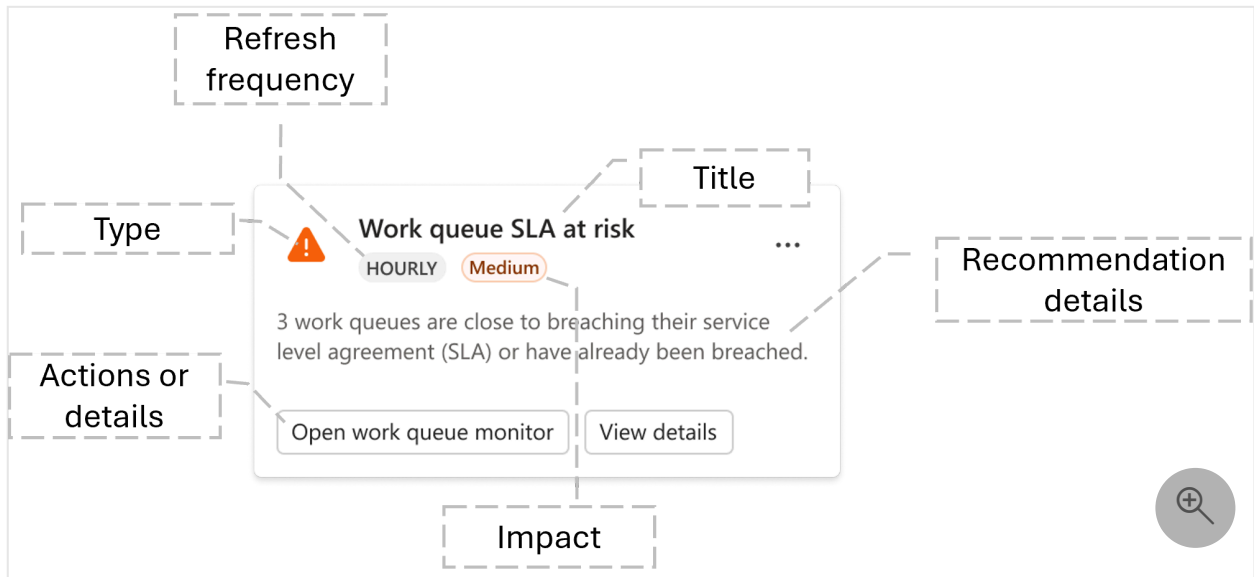 Refresh
frequency
Title
Type
Work queue SLA at risk
HOURLY
Medium
Recommendation
details
3 work queues are close to breaching their service
level agreement (SLA) or have already been breached.
Actions or
details
Open work queue monitor
View details
Impact